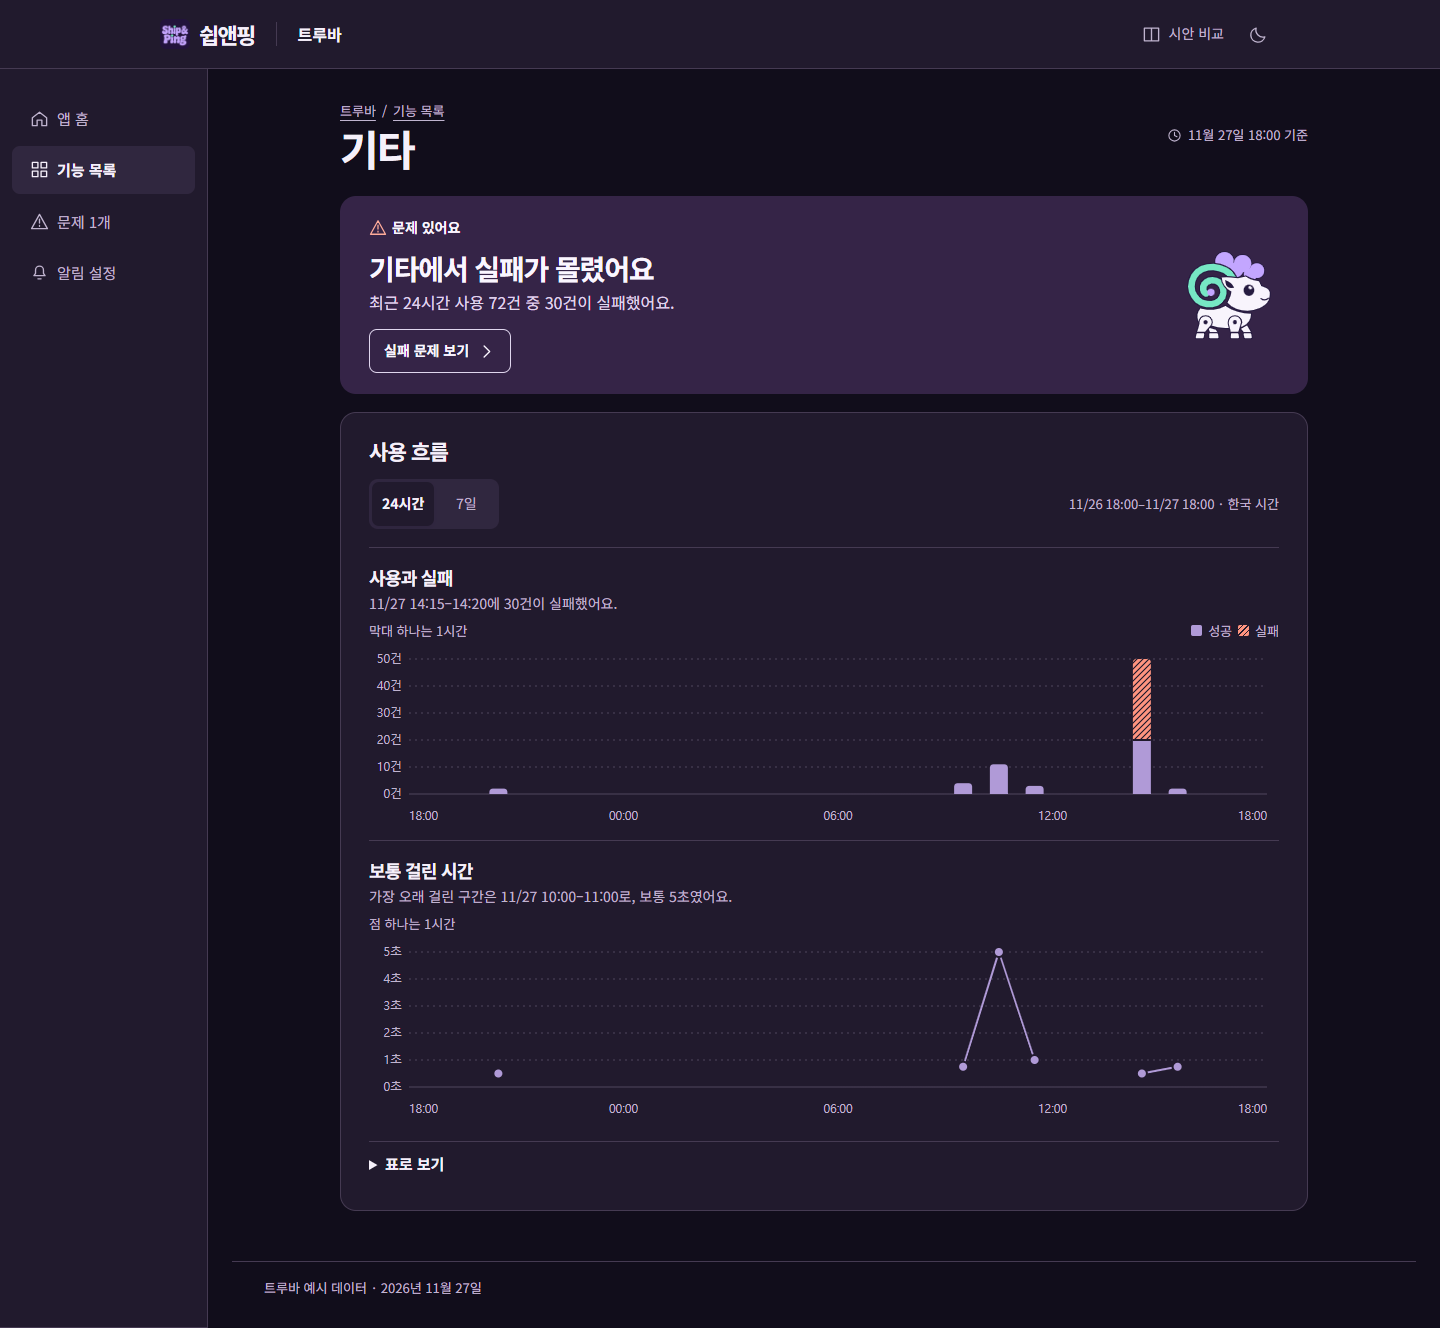 Ship&
Ping
쉽앤핑
트루바
시안 비교
앱 홈
기능 목록
문제 1개
알림 설정
트루바 / 기능 목록
기타
11월 27일 18:00 기준
문제 있어요
기타에서 실패가 몰렸어요
최근 24시간 사용 72건 중 30건이 실패했어요.
실패 문제 보기
사용 흐름
24시간
7일
11/26 18:00–11/27 18:00 · 한국 시간
사용과 실패
11/27 14:15–14:20에 30건이 실패했어요.
막대 하나는 1시간
성공
실패
50건
40건
30건
20건
10건
0건
18:00
00:00
06:00
12:00
18:00
보통 걸린 시간
가장 오래 걸린 구간은 11/27 10:00–11:00로, 보통 5초였어요.
점 하나는 1시간
5초
4초
3초
2초
1초
0초
18:00
00:00
06:00
12:00
18:00
표로 보기
트루바 예시 데이터 · 2026년 11월 27일